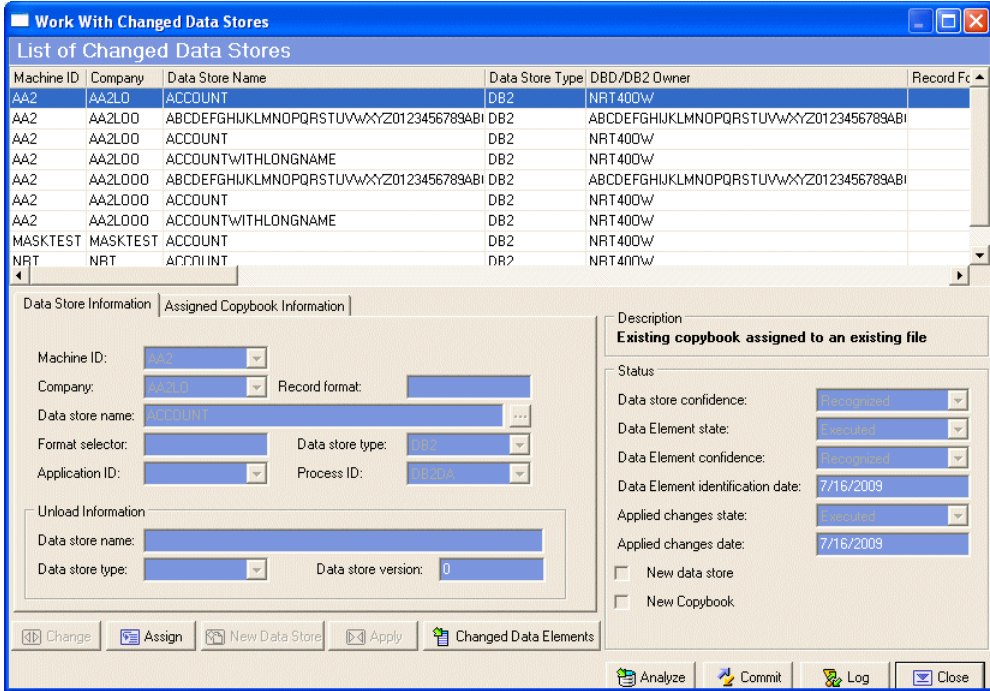 Work With Changed Data Stores
List of Changed Data Stores
Machine ID Company Data Store Name Data Store Type DBD/DB2 Owner Record Fc
AA2 AA2LO ACCOUNT DB2 NRT400W
AA2 AA2LOO ABCDEFGHIJKLMNOPQRSTUVWXYZ0123456789AB DB2 ABCDEFGHIJKLMNOPQRSTUVWXYZ0123456789AB
AA2 AA2LOO ACCOUNT DB2 NRT400W
AA2 AA2LOO ACCOUNTWITHLONGNAME DB2 NRT400W
AA2 AA2LOOO ABCDEFGHIJKLMNOPQRSTUVWXYZ0123456789AB DB2 ABCDEFGHIJKLMNOPQRSTUVWXYZ0123456789AB
AA2 AA2LOOO ACCOUNT DB2 NRT400W
AA2 AA2LOOO ACCOUNTWITHLONGNAME DB2 NRT400W
MASKTEST MASKTEST ACCOUNT DB2 NRT400W
NRT NRT ACCOUNT DB2 NRT400W
Data Store Information Assigned Copybook Information
Machine ID: AA2
Company: AA2LO Record format:
Data store name: ACCOUNT ...
Format selector: Data store type: DB2
Application ID: Process ID: DB2DA
Unload Information
Data store name:
Data store type: Data store version: 0
Description
Existing copybook assigned to an existing file
Status
Data store confidence: Recognized
Data Element state: Executed
Data Element confidence: Recognized
Data Element identification date: 7/16/2009
Applied changes state: Executed
Applied changes date: 7/16/2009
New data store
New Copybook
Change Assign New Data Store Apply Changed Data Elements
Analyze Commit Log Close